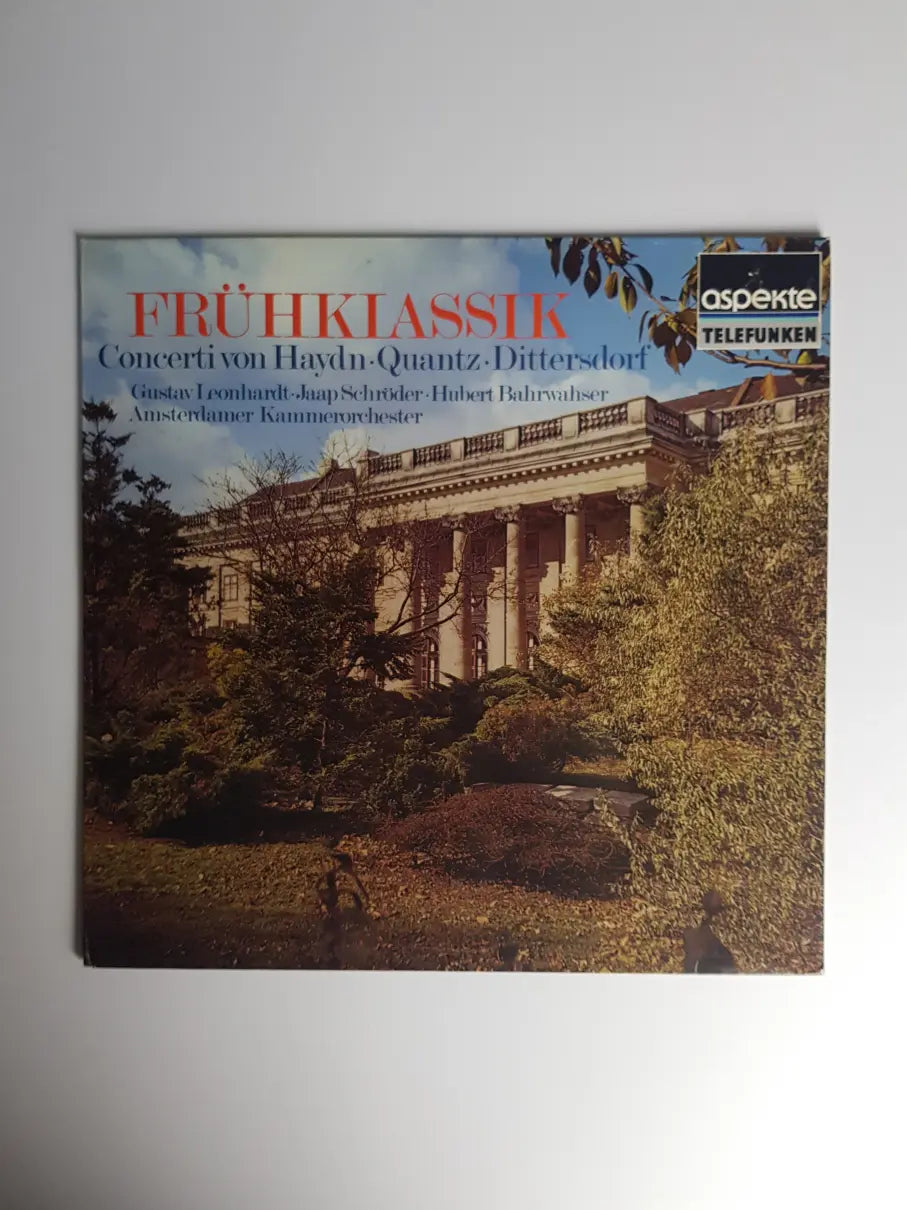 FRÜHKLASSIK
Concerti von Haydn · Quantz · Dittersdorf
Gustav Leonhardt · Jaap Schröder · Hubert Bahrwahser
Amsterdamer Kammerorchester
aspekte
TELEFUNKEN